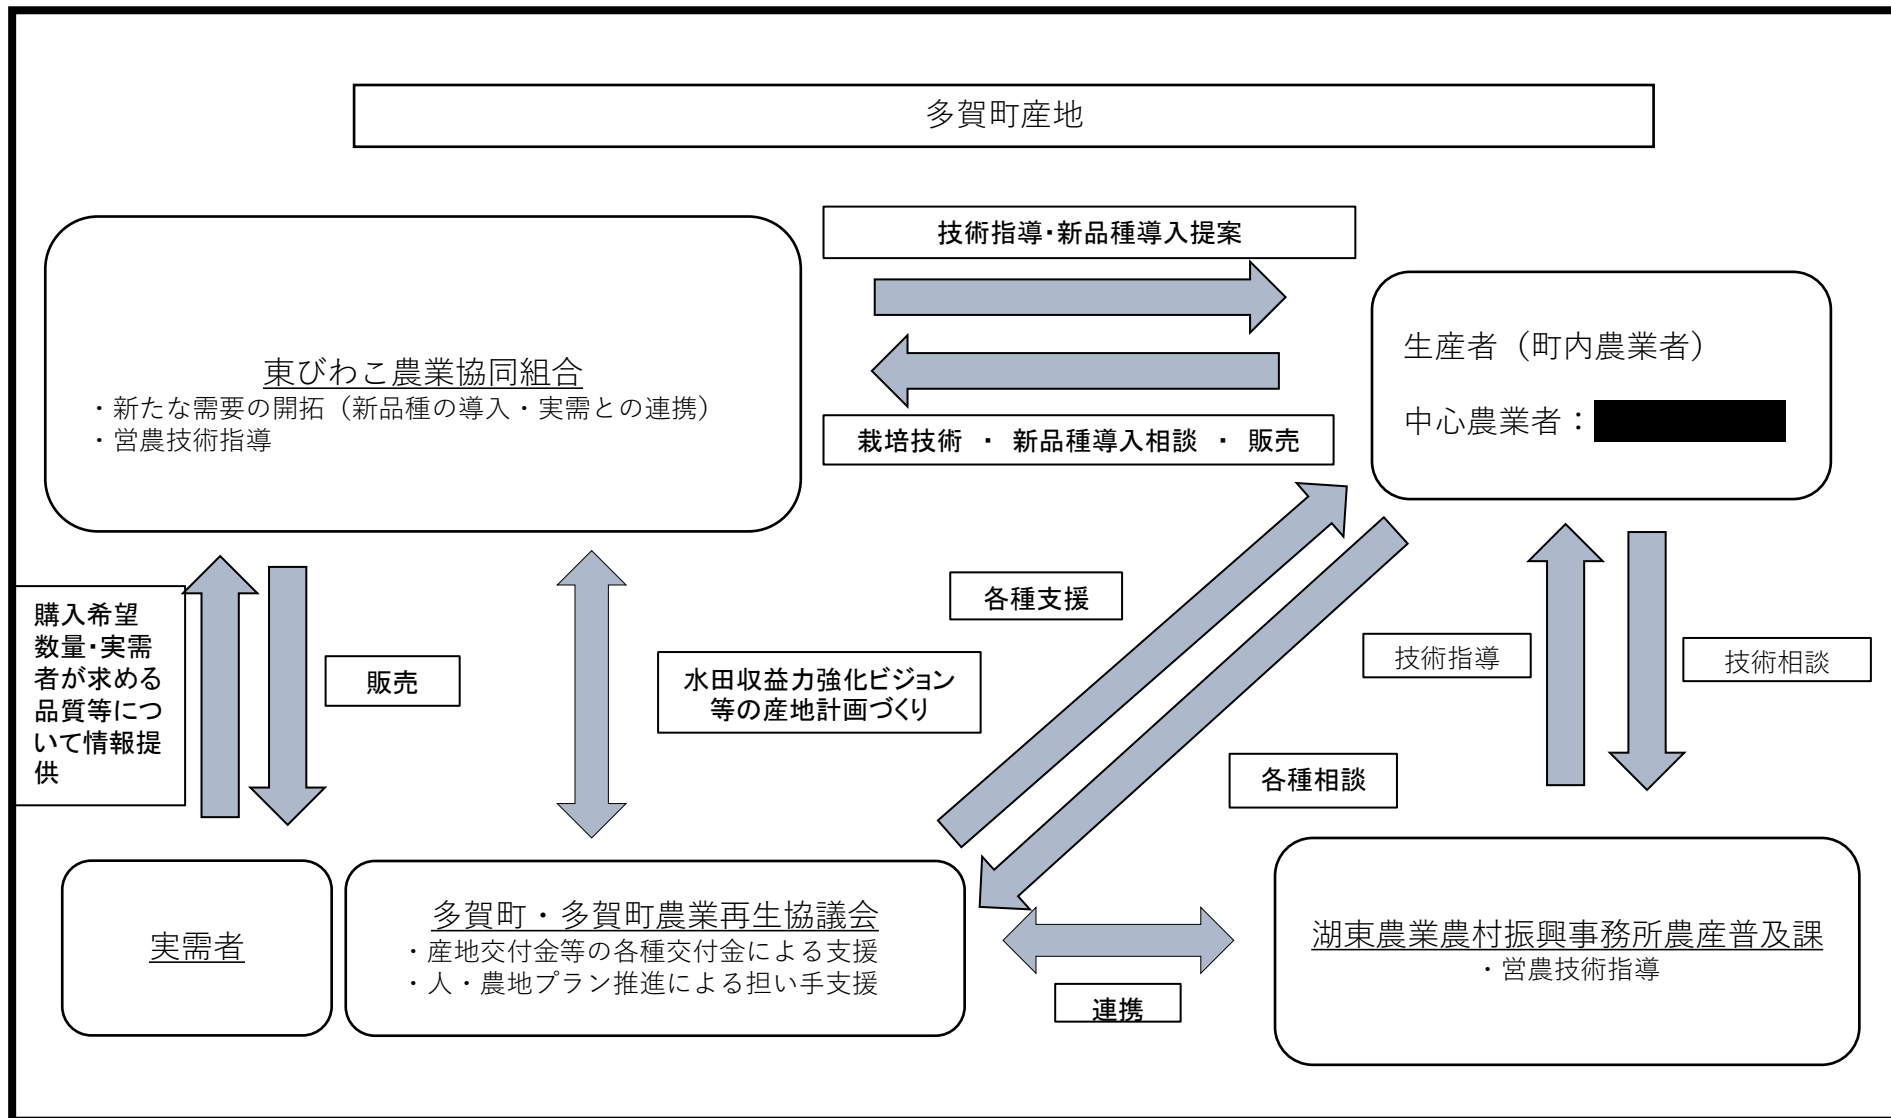 多賀町産地
技術指導・新品種導入提案
東びわこ農業協同組合
・新たな需要の開拓（新品種の導入・実需との連携）
・営農技術指導
生産者（町内農業者）
中心農業者：
栽培技術 ・ 新品種導入相談 ・ 販売
購入希望
数量・実需
者が求める
品質等につ
いて情報提
供
販売
水田収益力強化ビジョン
等の産地計画づくり
各種支援
各種相談
技術指導
技術相談
実需者
多賀町・多賀町農業再生協議会
・産地交付金等の各種交付金による支援
・人・農地プラン推進による担い手支援
連携
湖東農業農村振興事務所農産普及課
・営農技術指導